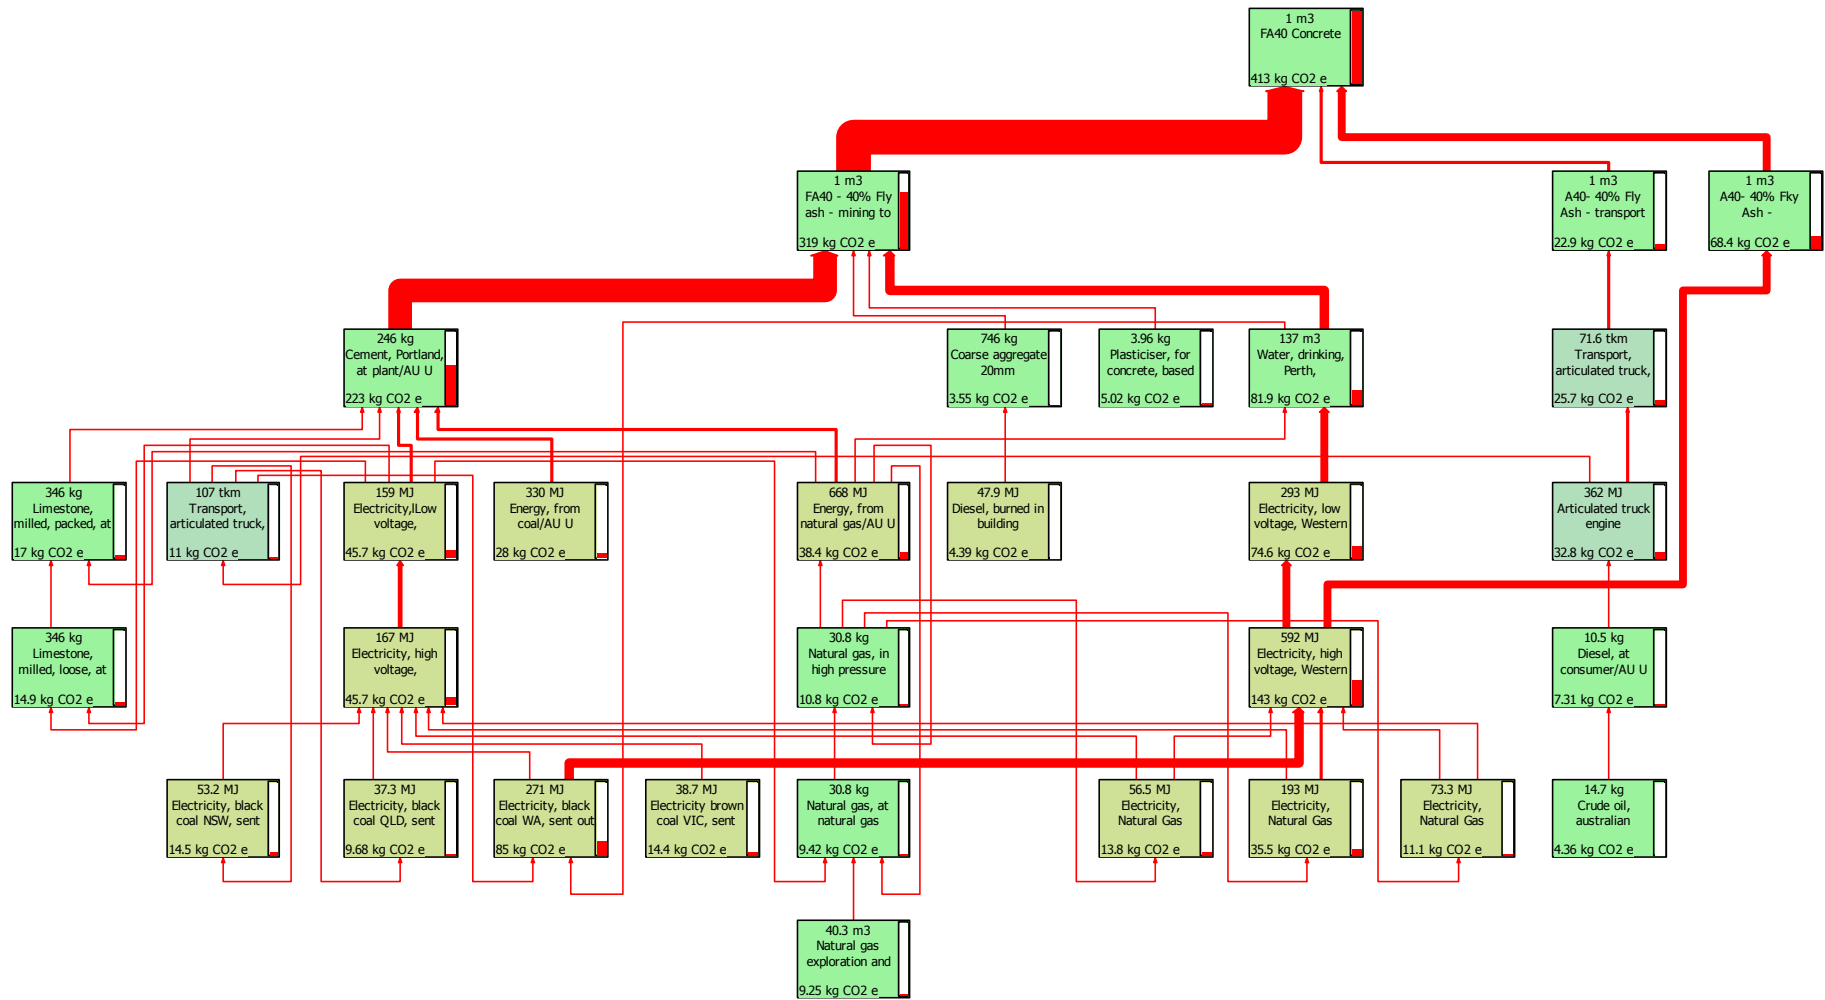 1 m3
FA40 Concrete
413 kg CO2 e
1 m3
FA40 - 40% Fly
ash - mining to
319 kg CO2 e
1 m3
A40- 40% Fly
Ash - transport
22.9 kg CO2 e
1 m3
A40- 40% Fky
Ash -
68.4 kg CO2 e
246 kg
Cement, Portland,
at plant/AU U
223 kg CO2 e
746 kg
Coarse aggregate
20mm
3.55 kg CO2 e
3.96 kg
Plasticiser, for
concrete, based
5.02 kg CO2 e
137 m3
Water, drinking,
Perth,
81.9 kg CO2 e
71.6 tkm
Transport,
articulated truck,
25.7 kg CO2 e
346 kg
Limestone,
milled, packed, at
17 kg CO2 e
107 tkm
Transport,
articulated truck,
11 kg CO2 e
159 MJ
Electricity,lLow
voltage,
45.7 kg CO2 e
330 MJ
Energy, from
coal/AU U
28 kg CO2 e
668 MJ
Energy, from
natural gas/AU U
38.4 kg CO2 e
47.9 MJ
Diesel, burned in
building
4.39 kg CO2 e
293 MJ
Electricity, low
voltage, Western
74.6 kg CO2 e
362 MJ
Articulated truck
engine
32.8 kg CO2 e
346 kg
Limestone,
milled, loose, at
14.9 kg CO2 e
167 MJ
Electricity, high
voltage,
45.7 kg CO2 e
30.8 kg
Natural gas, in
high pressure
10.8 kg CO2 e
592 MJ
Electricity, high
voltage, Western
143 kg CO2 e
10.5 kg
Diesel, at
consumer/AU U
7.31 kg CO2 e
53.2 MJ
Electricity, black
coal NSW, sent
14.5 kg CO2 e
37.3 MJ
Electricity, black
coal QLD, sent
9.68 kg CO2 e
271 MJ
Electricity, black
coal WA, sent out
85 kg CO2 e
38.7 MJ
Electricity brown
coal VIC, sent
14.4 kg CO2 e
30.8 kg
Natural gas, at
natural gas
9.42 kg CO2 e
56.5 MJ
Electricity,
Natural Gas
13.8 kg CO2 e
193 MJ
Electricity,
Natural Gas
35.5 kg CO2 e
73.3 MJ
Electricity,
Natural Gas
11.1 kg CO2 e
14.7 kg
Crude oil,
australian
4.36 kg CO2 e
40.3 m3
Natural gas
exploration and
9.25 kg CO2 e